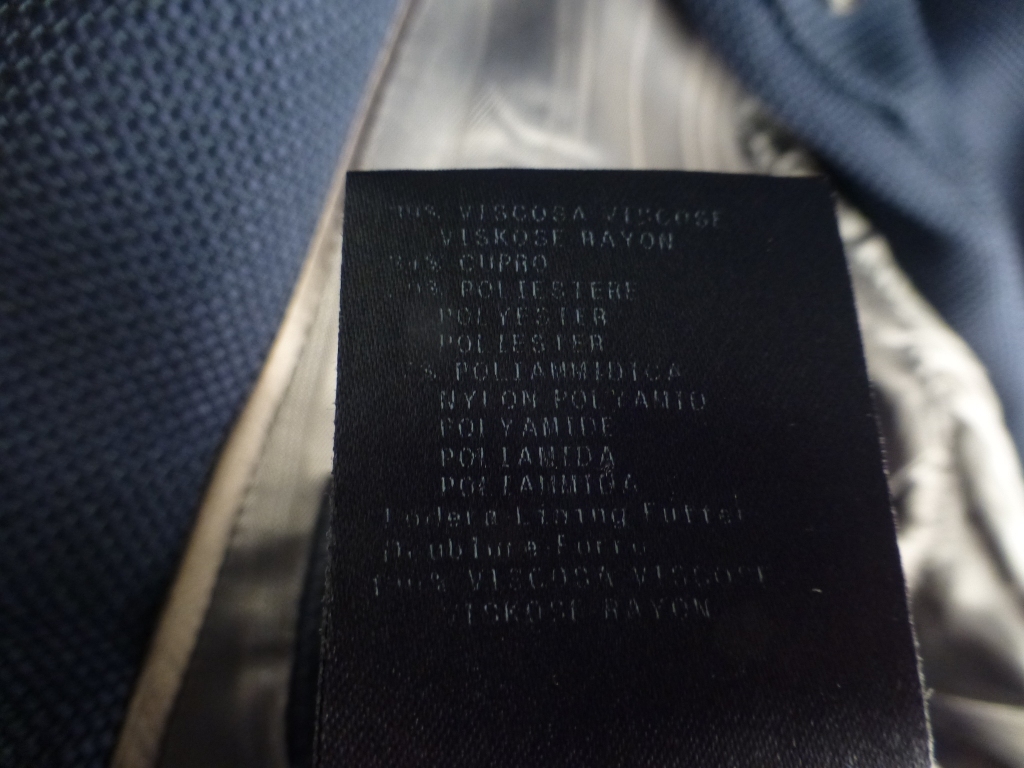 VISCOSA VISCOSE
VISKOSE RAYON
CUPRO
POLIESTERE
POLYESTER
POLIESTER
POLIAMMIDICA
NYLON POLYAMID
POLYAMIDE
POLIAMIDA
POLIAMMIDA
Fodera Lining Futter
Doublure Forro
100% VISCOSA VISCOSE
VISKOSE RAYON